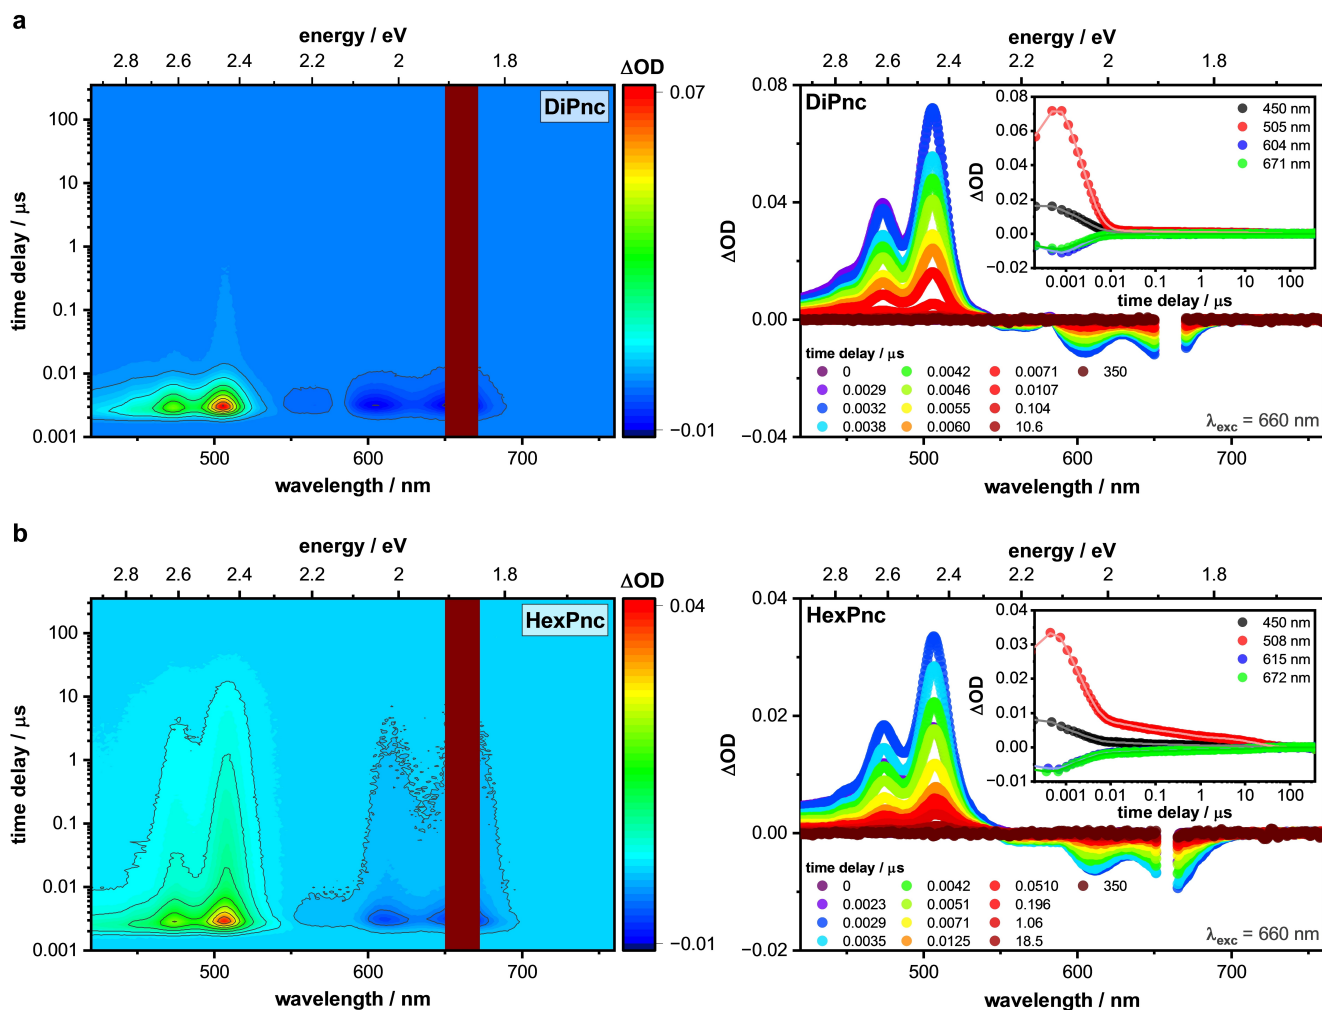 a
energy / eV
2.8 2.6 2.4 2.2 2 1.8
ΔOD
0.07
−0.01
DiPnc
time delay / μs
100
10
1
0.1
0.01
0.001
500 600 700
wavelength / nm
energy / eV
2.8 2.6 2.4 2.2 2 1.8
DiPnc
ΔOD
0.08
0.04
0.00
−0.04
0.08
0.06
0.04
0.02
0.00
−0.02
ΔOD
450 nm
505 nm
604 nm
671 nm
0.001 0.01 0.1 1 10 100
time delay / μs
time delay / μs
0 0.0042 0.0071 350
0.0029 0.0046 0.0107
0.0032 0.0055 0.104
0.0038 0.0060 10.6
λexc = 660 nm
500 600 700
wavelength / nm
b
energy / eV
2.8 2.6 2.4 2.2 2 1.8
ΔOD
0.04
−0.01
HexPnc
time delay / μs
100
10
1
0.1
0.01
0.001
500 600 700
wavelength / nm
energy / eV
2.8 2.6 2.4 2.2 2 1.8
HexPnc
ΔOD
0.04
0.02
0.00
−0.02
0.04
0.03
0.02
0.01
0.00
−0.01
ΔOD
450 nm
508 nm
615 nm
672 nm
0.001 0.01 0.1 1 10 100
time delay / μs
time delay / μs
0 0.0042 0.0510 350
0.0023 0.0051 0.196
0.0029 0.0071 1.06
0.0035 0.0125 18.5
λexc = 660 nm
500 600 700
wavelength / nm